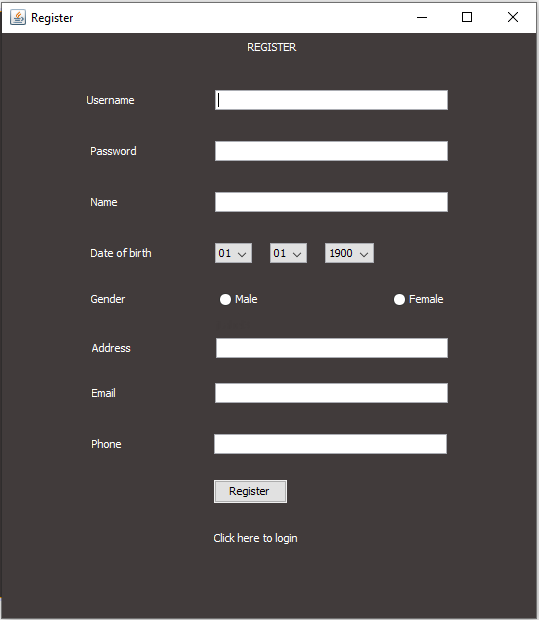 Register
REGISTER
Username
Password
Name
Date of birth 01 01 1900
Gender Male Female
Address
Email
Phone
Register
Click here to login